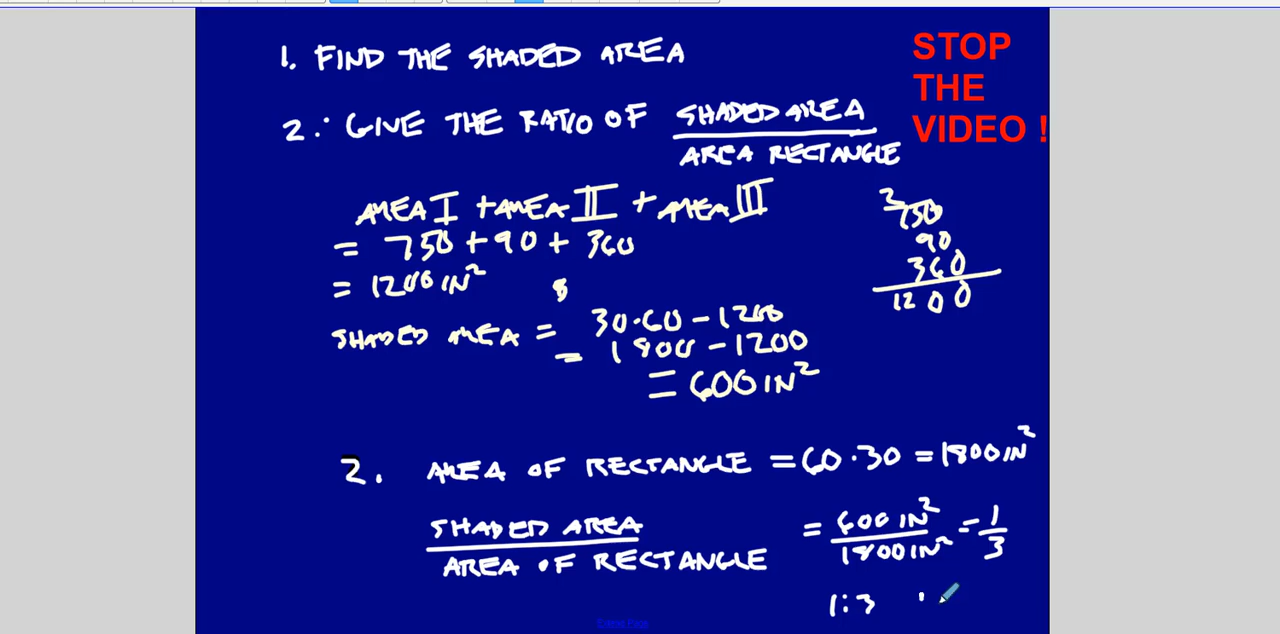 1. FIND THE SHADED AREA
STOP
THE
VIDEO !
2. GIVE THE RATIO OF SHADED AREA
AREA RECTANGLE
AREA I + AREA II + AREA III
= 750 + 90 + 360
= 1200 IN²
2
750
90
360
1200
SHADED AREA = 30·60 - 1200
= 1800 - 1200
= 600 IN²
2. AREA OF RECTANGLE = 60·30 = 1800 IN²
SHADED AREA = 600 IN² = 1
AREA OF RECTANGLE 1800 IN² 3
1:3